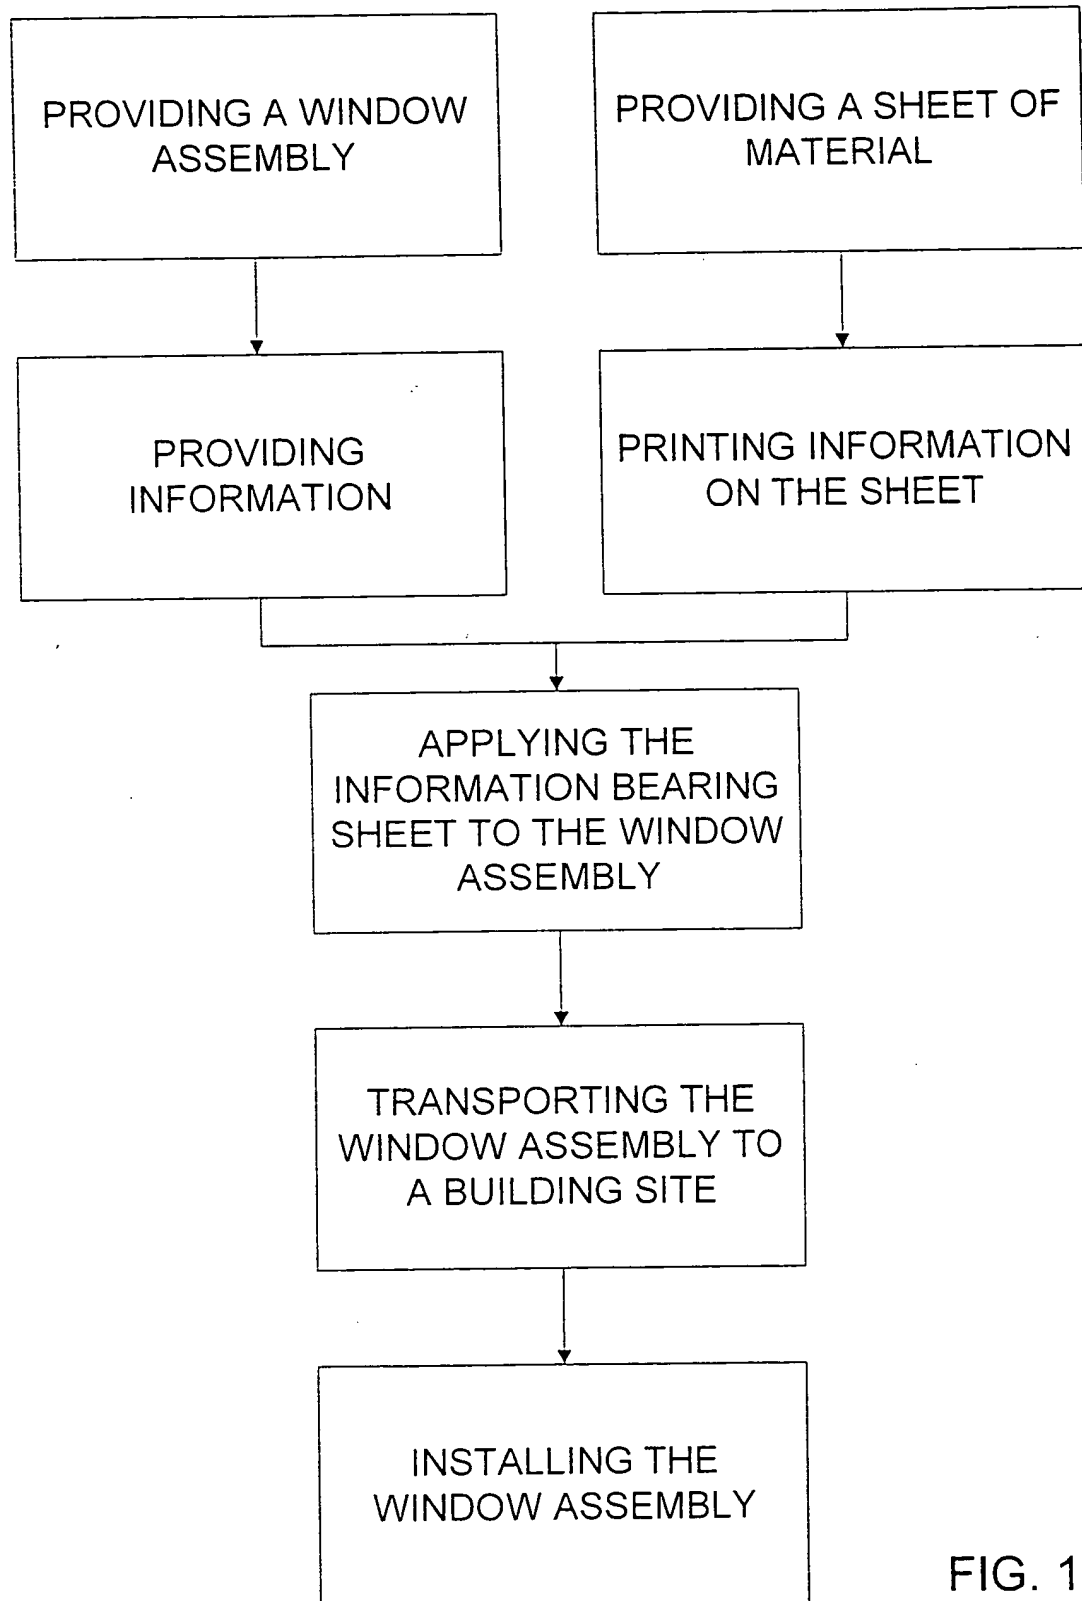 PROVIDING A WINDOW
ASSEMBLY
PROVIDING A SHEET OF
MATERIAL
PROVIDING
INFORMATION
PRINTING INFORMATION
ON THE SHEET
APPLYING THE
INFORMATION BEARING
SHEET TO THE WINDOW
ASSEMBLY
TRANSPORTING THE
WINDOW ASSEMBLY TO
A BUILDING SITE
INSTALLING THE
WINDOW ASSEMBLY
FIG. 1